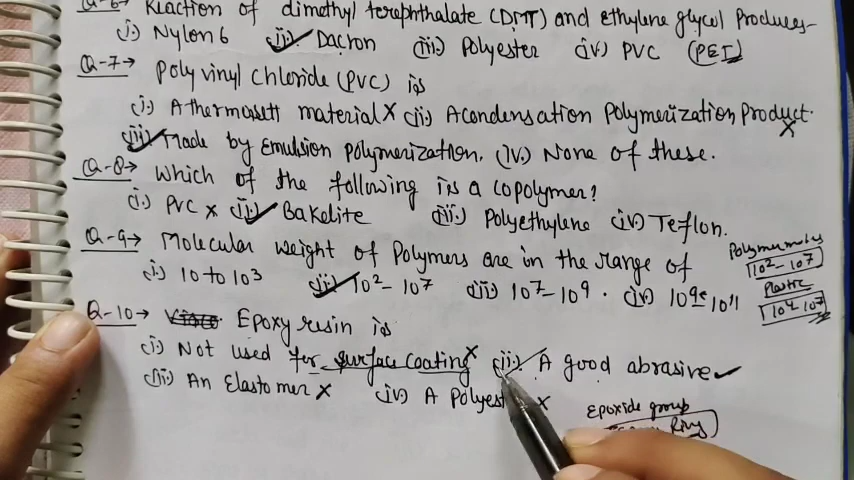 Q-6→ Reaction of dimethyl terephthalate (DMT) and ethylene glycol Produces-
i.) Nylon 6 ii.) Dacron iii.) Polyester iv.) PVC (PET)
Q-7→ Polyvinyl Chloride (PVC) is
i.) A thermosett material x ii.) A condensation Polymerization Product. x
iii.) Made by Emulsion Polymerization. iv.) None of these.
Q-8→ Which of the following is a copolymer?
i.) PVC x ii.) Bakelite iii.) Polyethylene iv.) Teflon.
Q-9→ Molecular weight of Polymers are in the range of
i.) 10 to 10³ ii.) 10² - 10⁷ iii.) 10⁷ - 10⁹ . iv.) 10⁹ 10¹¹
10² - 10⁷
Plastic
10⁴ 10⁷
Q-10→ Epoxy resin is
i.) Not used for surface coating x ii.) A good abrasive ✓
iii.) An Elastomer x iv.) A x
Epoxide group
Ring